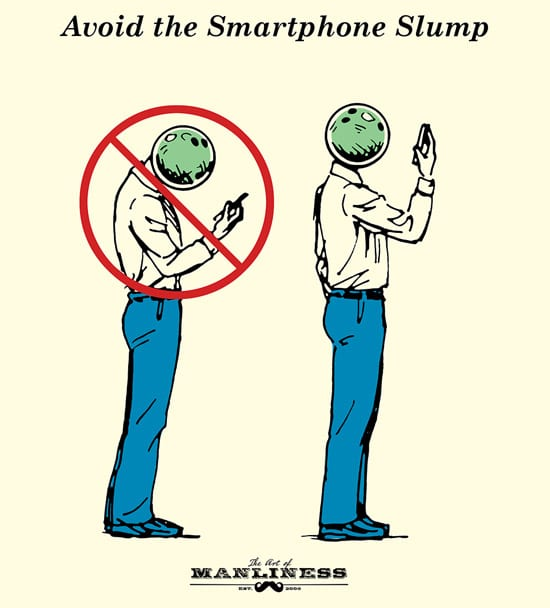 Avoid the Smartphone Slump
The Art of
MANLINESS
EST. 2008